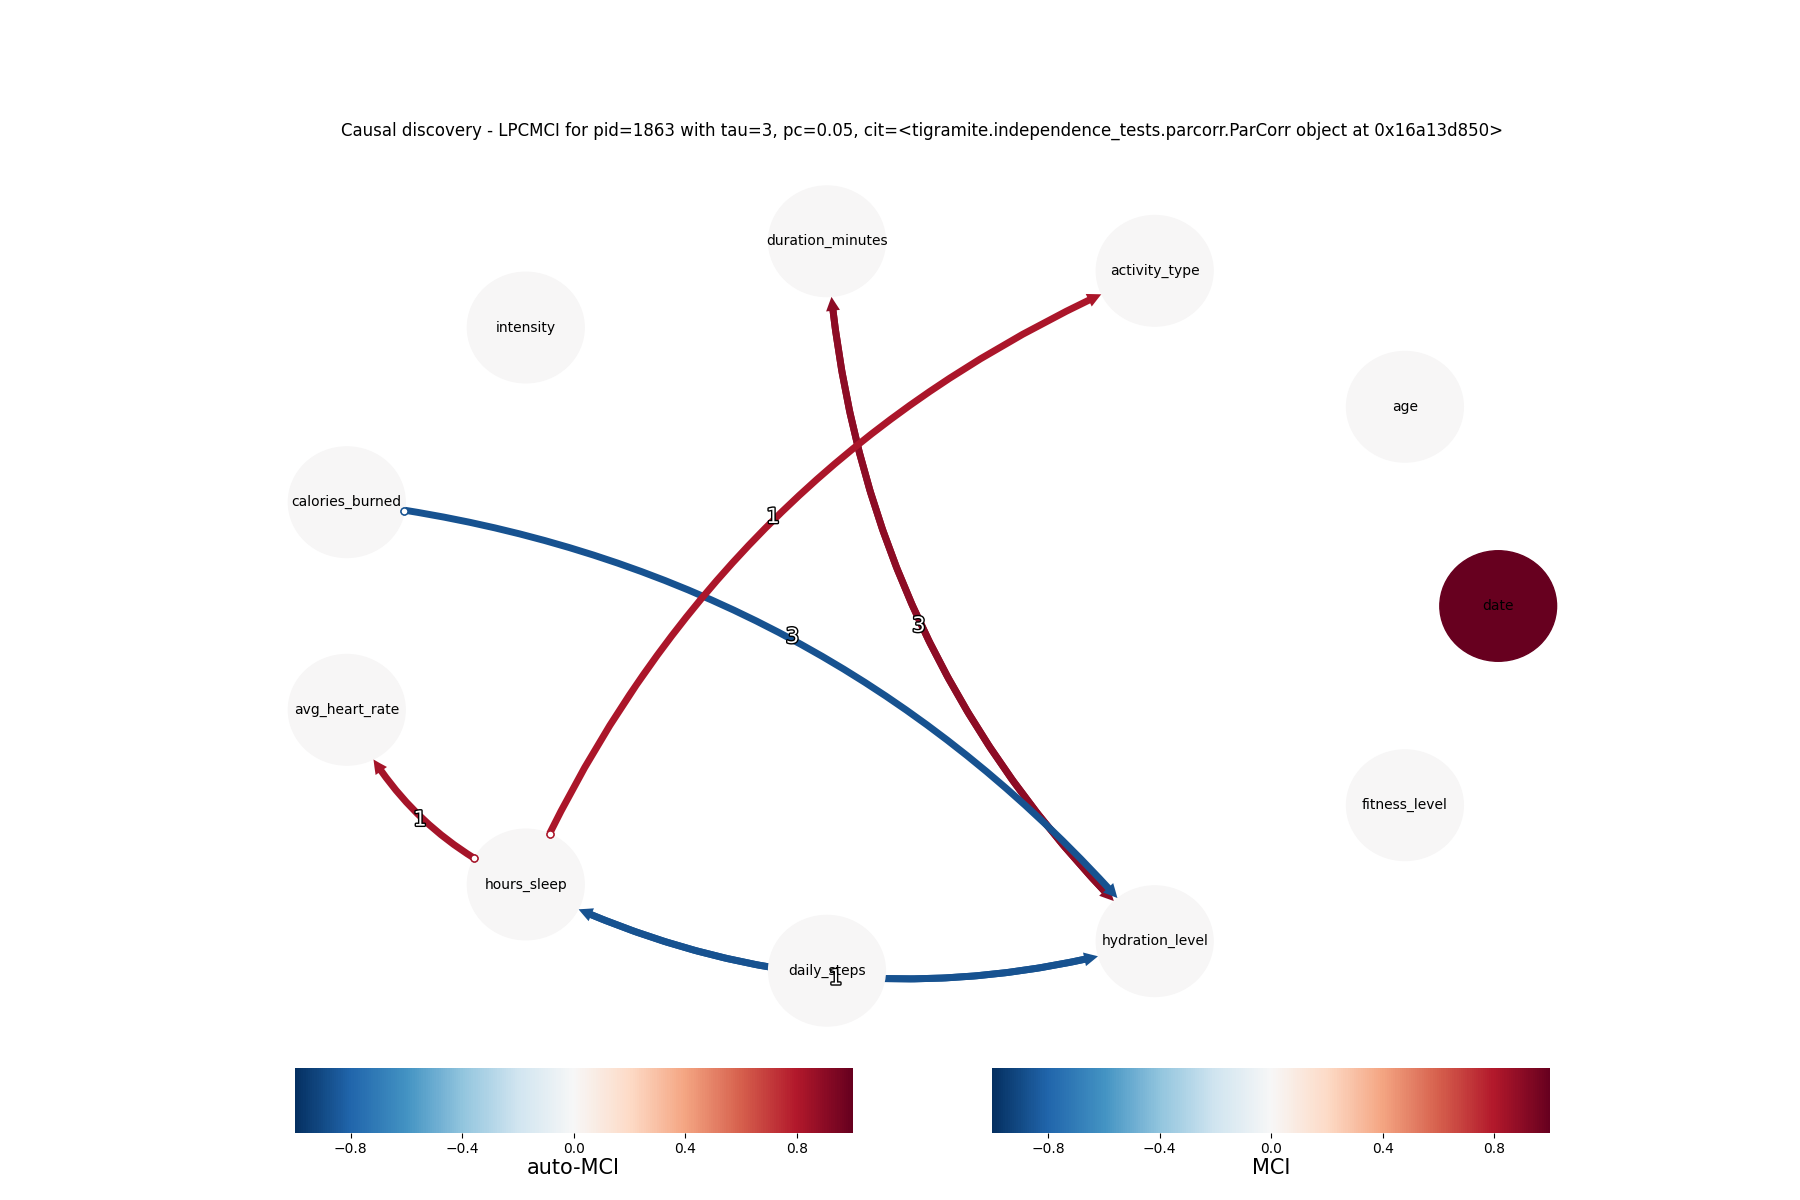 Causal discovery - LPCMCI for pid=1863 with tau=3, pc=0.05, cit=<tigramite.independence_tests.parcorr.ParCorr object at 0x16a13d850>
duration_minutes
activity_type
intensity
age
calories_burned
1
date
3
3
avg_heart_rate
fitness_level
1
hours_sleep
hydration_level
daily_steps
1
−0.8 −0.4 0.0 0.4 0.8
auto-MCI
−0.8 −0.4 0.0 0.4 0.8
MCI